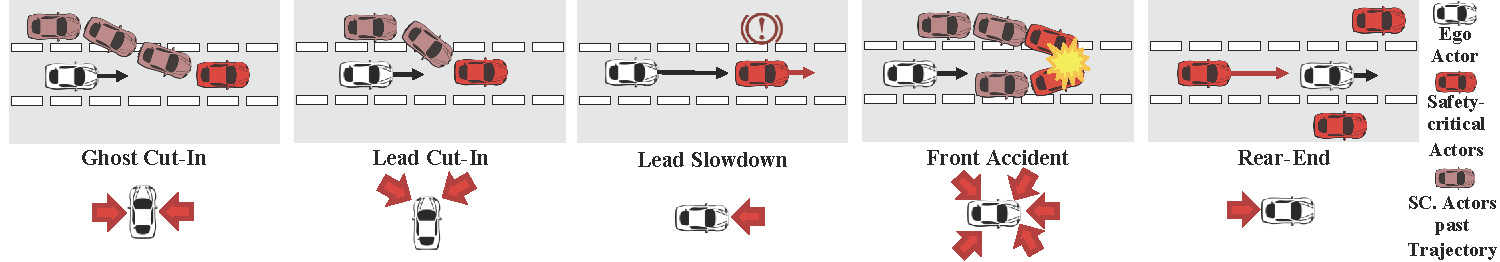 Ghost Cut-In
Lead Cut-In
Lead Slowdown
Front Accident
Rear-End
Ego
Actor
Safety-
critical
Actors
SC. Actors
past
Trajectory